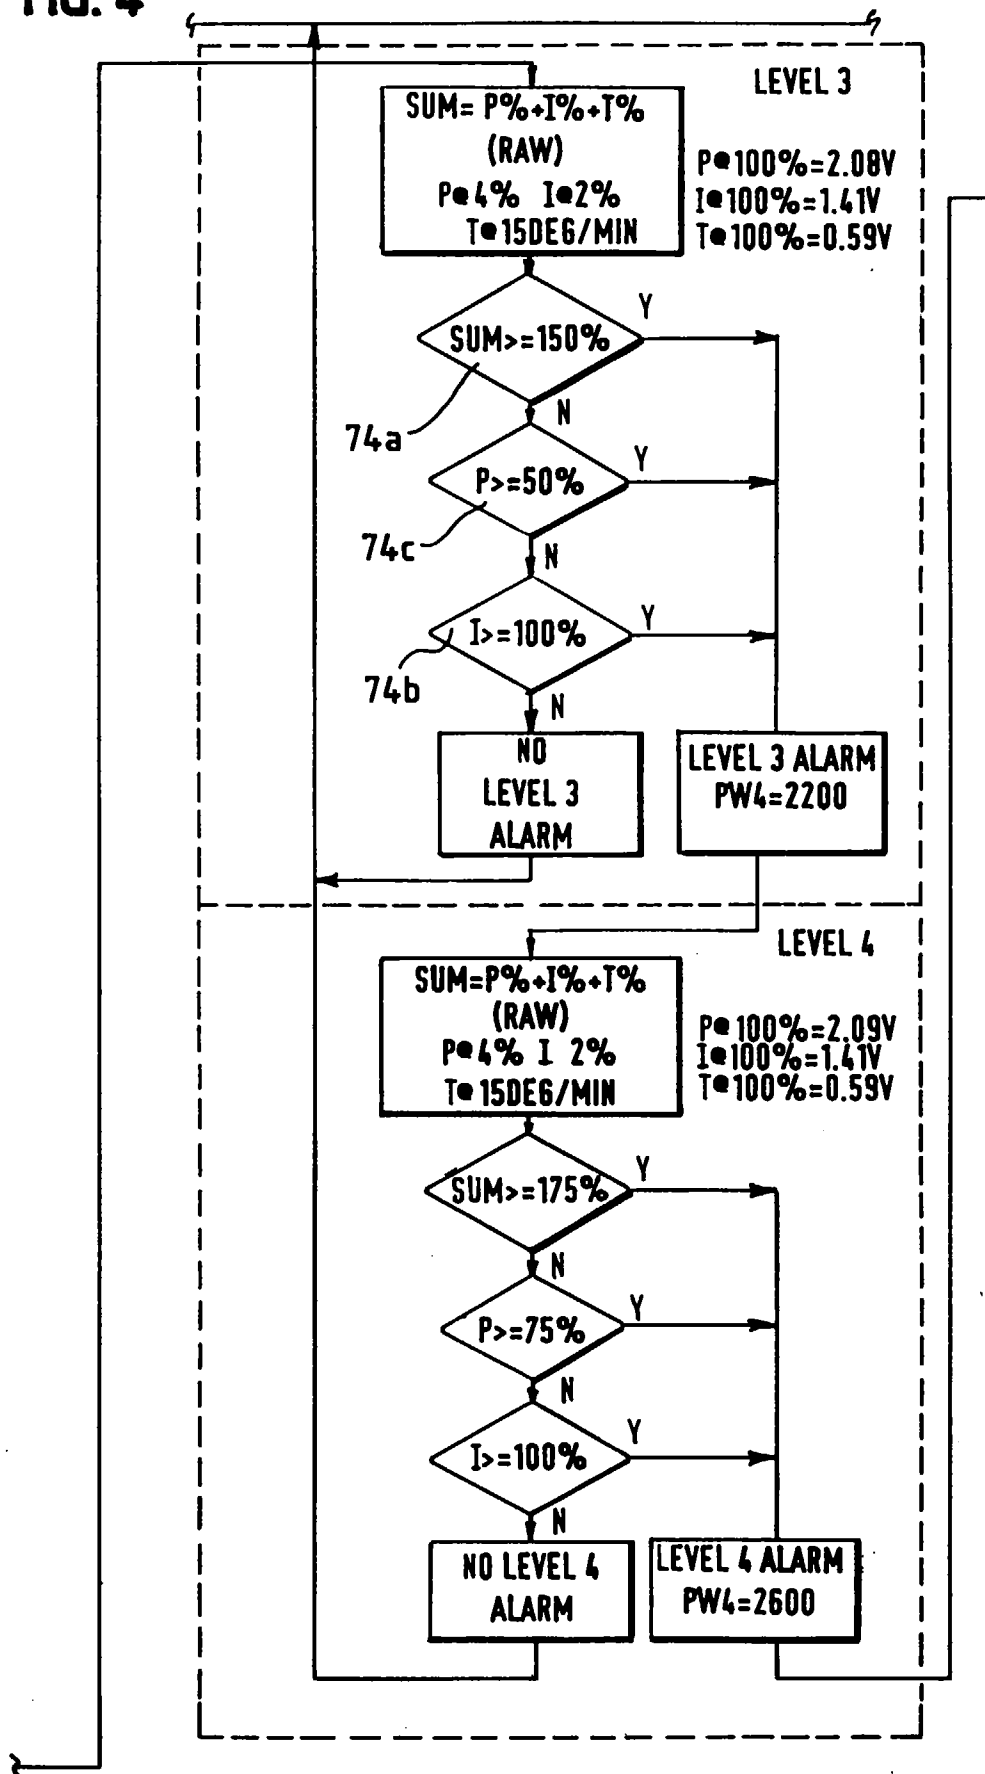 FIG. 4
LEVEL 3
SUM= P%+I%+T%
(RAW)
P@4% I@2%
T@15DEG/MIN
P@100%=2.08V
I@100%=1.41V
T@100%=0.59V
SUM>=150%
Y
N
74a
P>=50%
Y
N
74c
I>=100%
Y
N
74b
NO
LEVEL 3
ALARM
LEVEL 3 ALARM
PW4=2200
LEVEL 4
SUM=P%+I%+T%
(RAW)
P@4% I 2%
T@15DEG/MIN
P@100%=2.09V
I@100%=1.41V
T@100%=0.59V
SUM>=175%
Y
N
P>=75%
Y
N
I>=100%
Y
N
NO LEVEL 4
ALARM
LEVEL 4 ALARM
PW4=2600